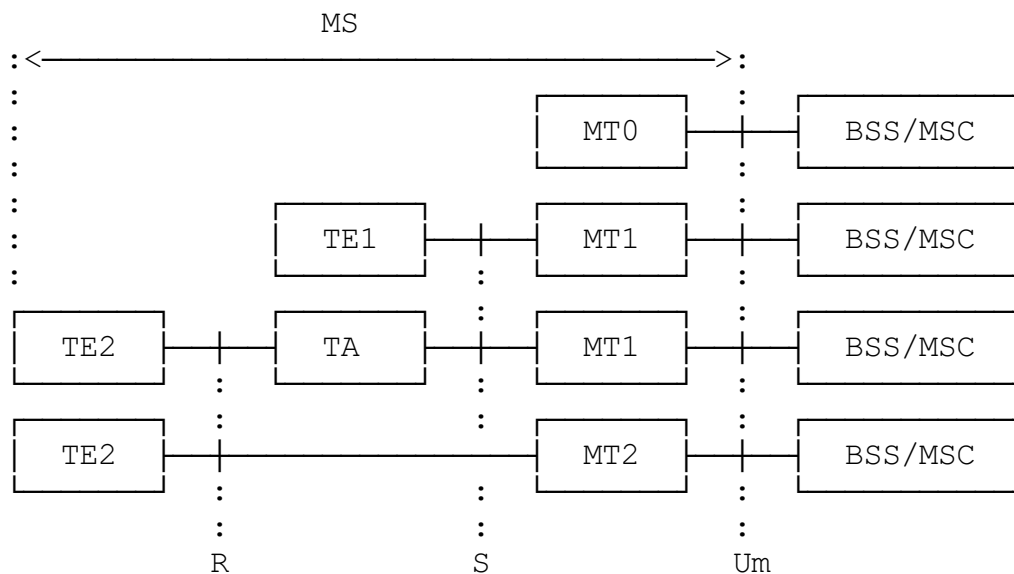 MS
MT0 BSS/MSC
TE1 MT1 BSS/MSC
TE2 TA MT1 BSS/MSC
TE2 MT2 BSS/MSC
R S Um